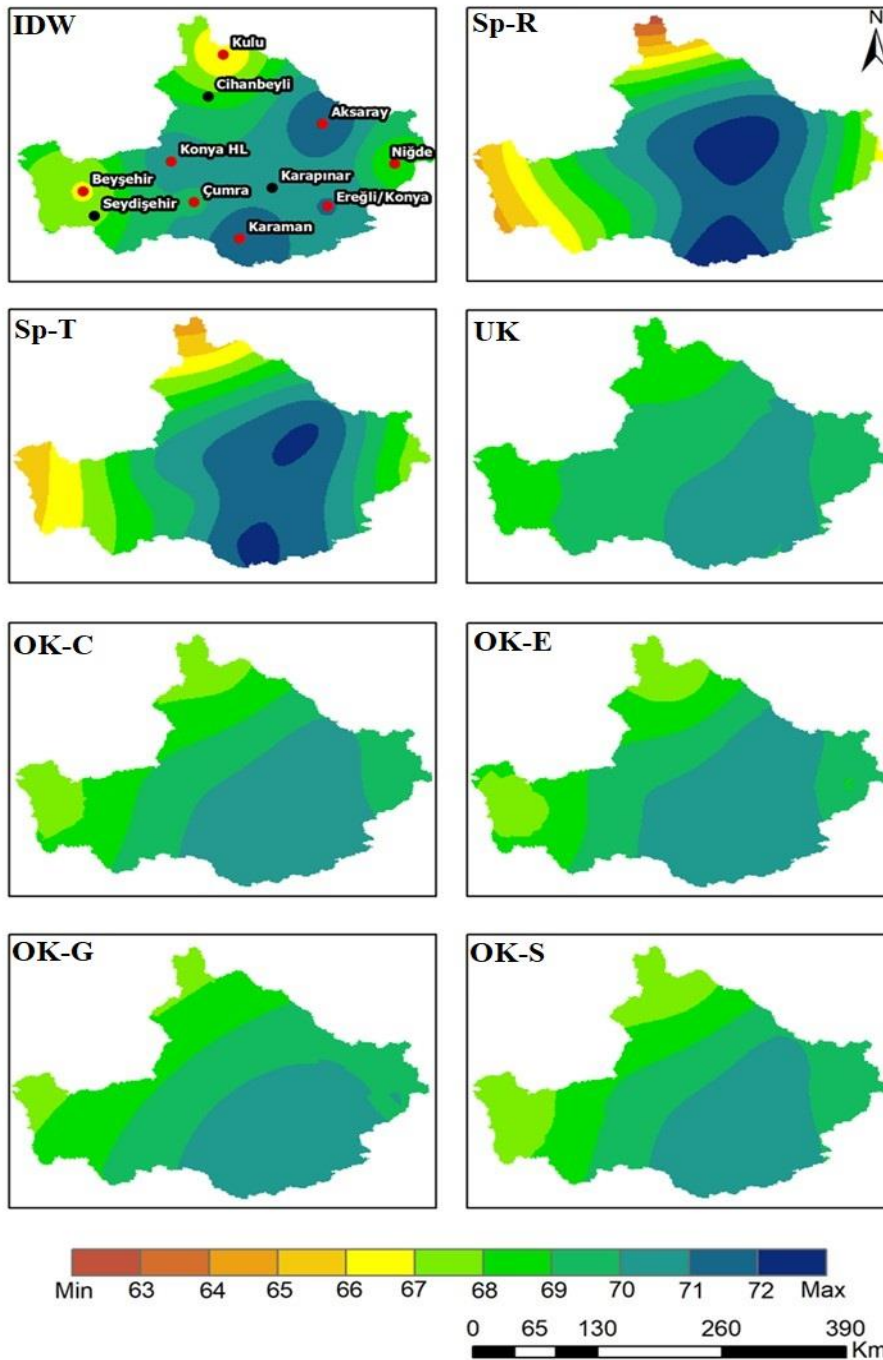 IDW
Kulu
Cihanbeyli
Aksaray
Konya HL
Niğde
Beyşehir
Karapınar
Çumra
Seydişehir
Ereğli/Konya
Karaman
Sp-R
N
Sp-T
UK
OK-C
OK-E
OK-G
OK-S
Min 63 64 65 66 67 68 69 70 71 72 Max
0 65 130 260 390
Km